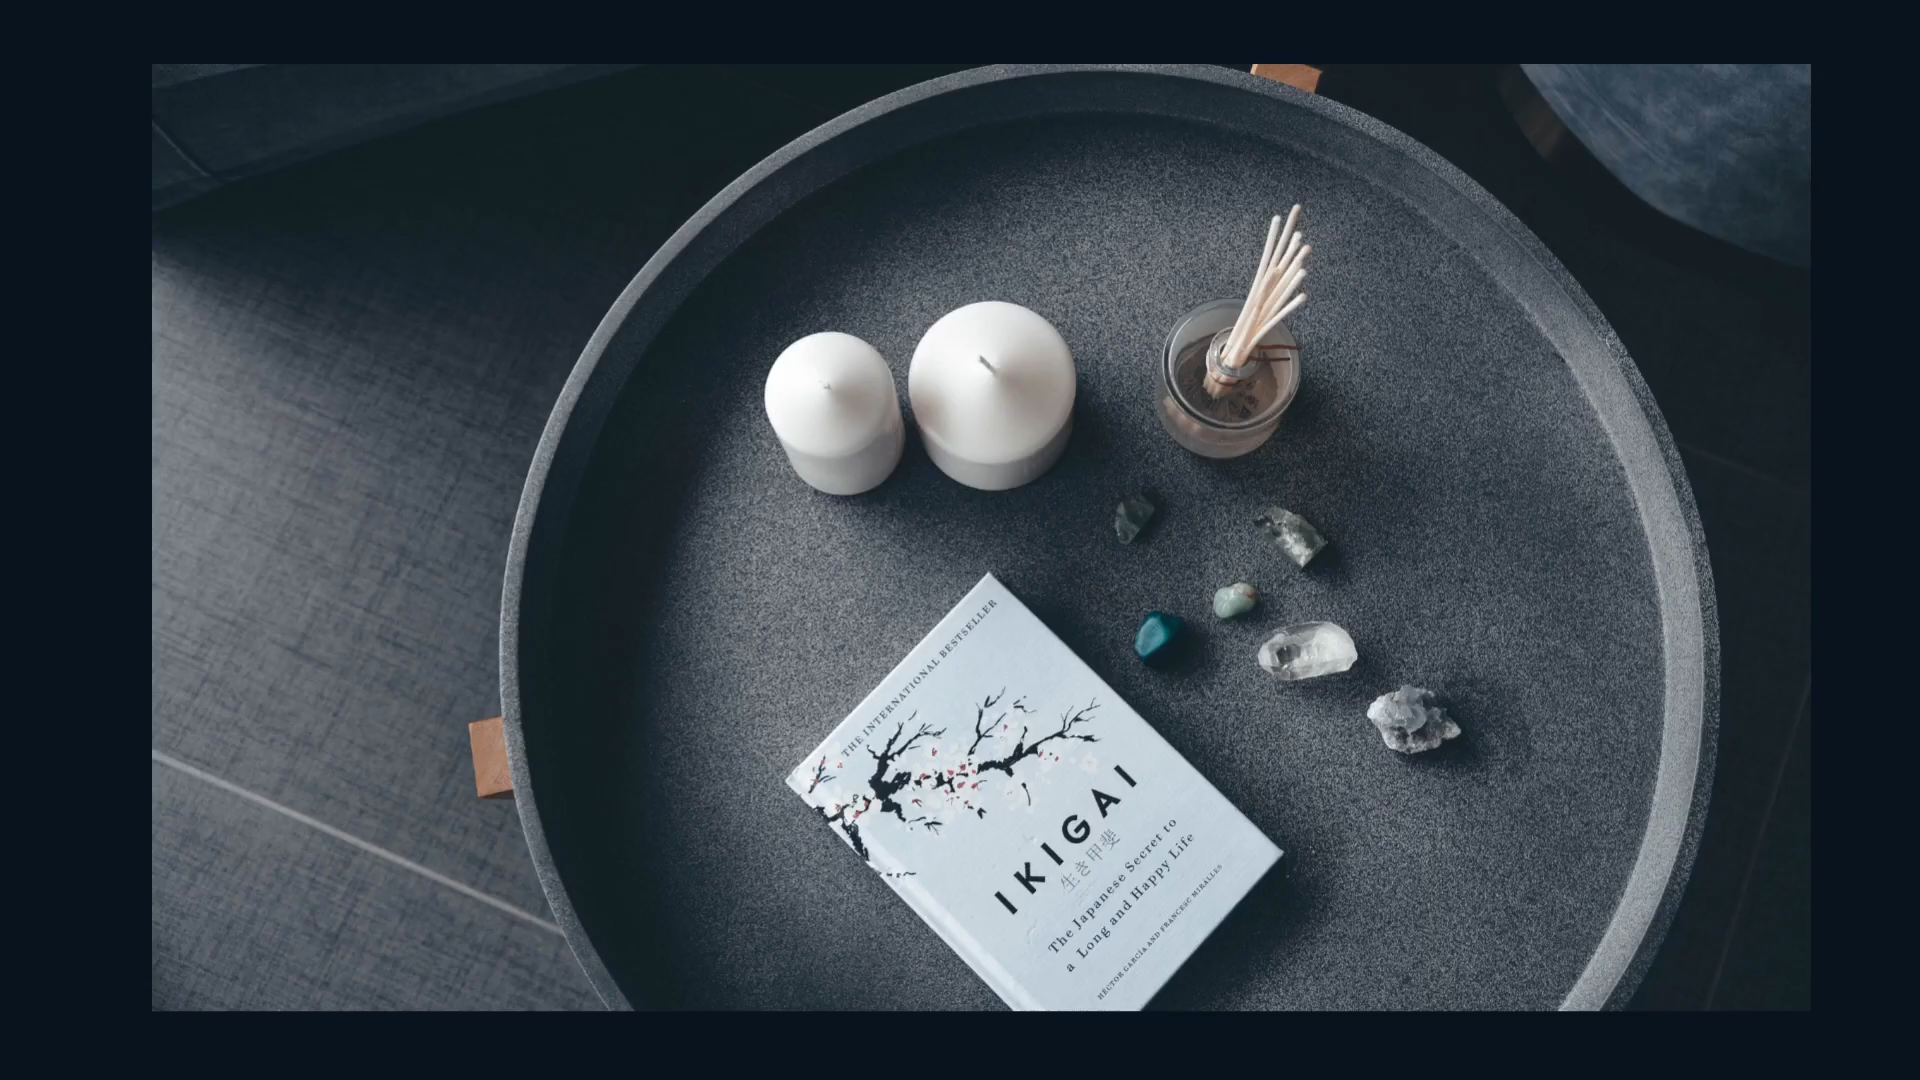 THE INTERNATIONAL BESTSELLER
IKIGAI
生き甲斐
The Japanese Secret to
a Long and Happy Life
HÉCTOR GARCÍA AND FRANCESC MIRALLES